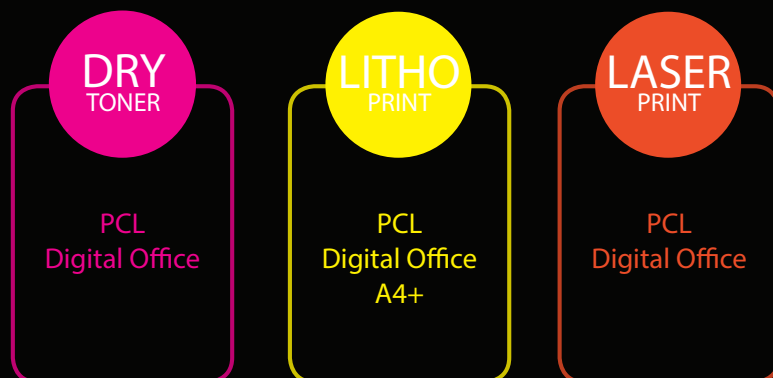 DRY
TONER
PCL
Digital Office
LITHO
PRINT
PCL
Digital Office
A4+
LASER
PRINT
PCL
Digital Office